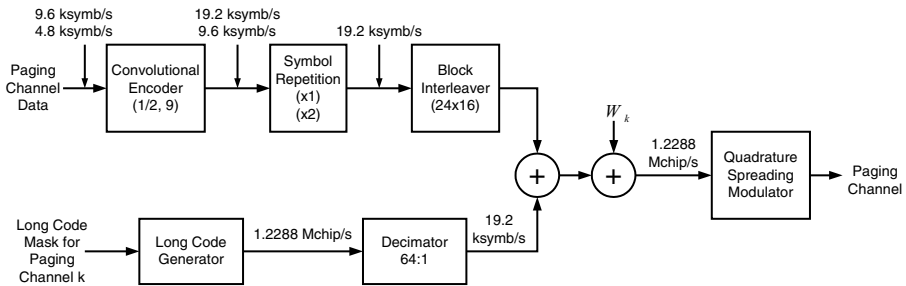 9.6 ksymb/s
4.8 ksymb/s
19.2 ksymb/s
9.6 ksymb/s
19.2 ksymb/s
Paging
Channel
Data
Convolutional
Encoder
(1/2, 9)
Symbol
Repetition
(x1)
(x2)
Block
Interleaver
(24x16)
W k
+
+
1.2288
Mchip/s
Quadrature
Spreading
Modulator
Paging
Channel
Long Code
Mask for
Paging
Channel k
Long Code
Generator
1.2288 Mchip/s
Decimator
64:1
19.2
ksymb/s